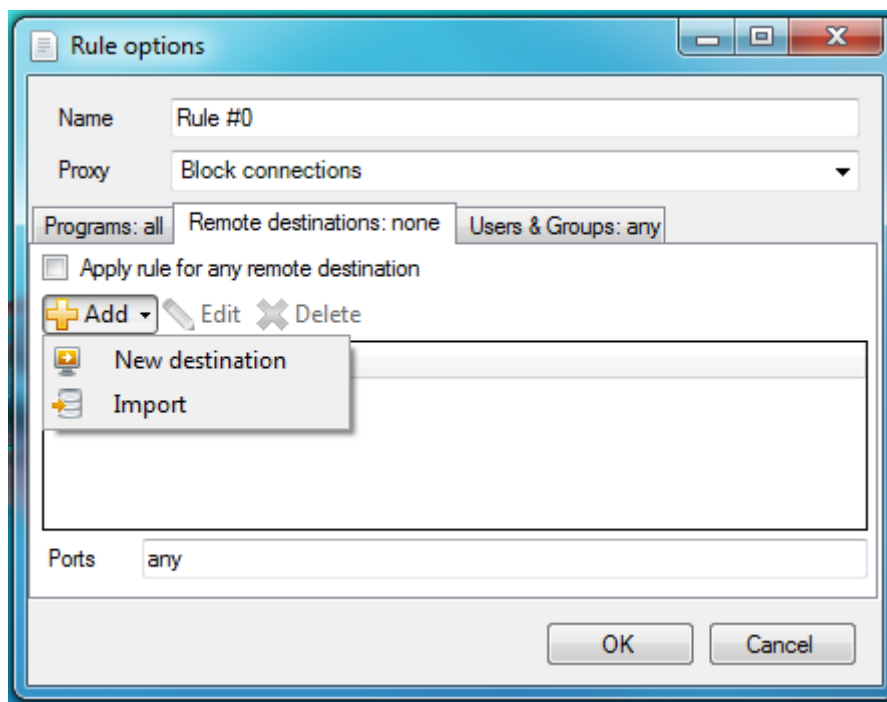 Rule options
Name Rule #0
Proxy Block connections
Programs: all Remote destinations: none Users & Groups: any
Apply rule for any remote destination
Add Edit Delete
New destination
Import
Ports any
OK Cancel